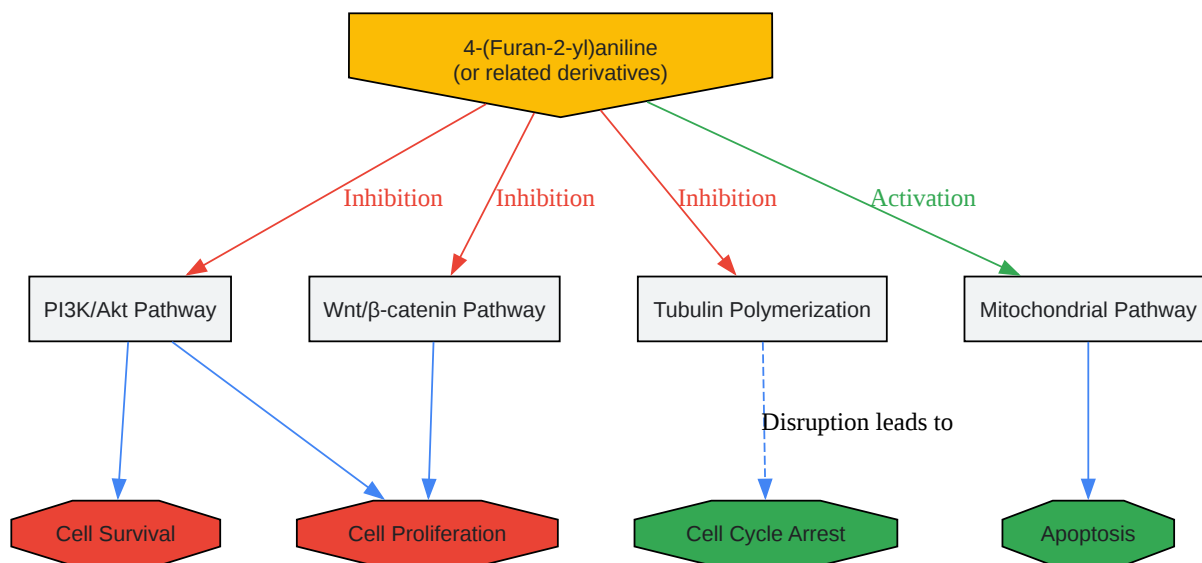 4-(Furan-2-yl)aniline
(or related derivatives)
Inhibition
Inhibition
Inhibition
Activation
PI3K/Akt Pathway
Wnt/β-catenin Pathway
Tubulin Polymerization
Mitochondrial Pathway
Disruption leads to
Cell Survival
Cell Proliferation
Cell Cycle Arrest
Apoptosis